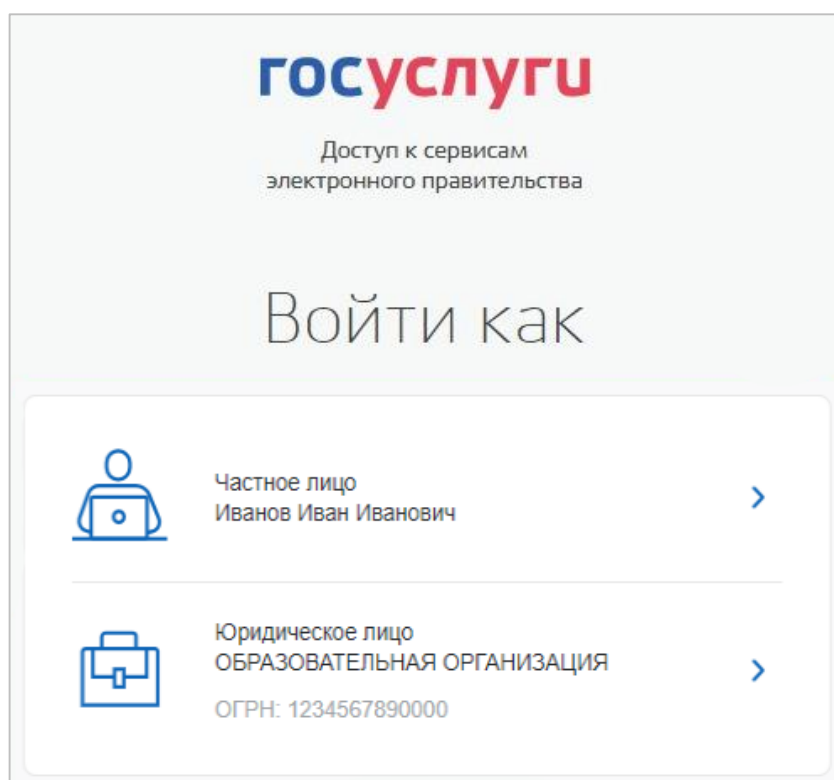 госуслуги
Доступ к сервисам
электронного правительства
Войти как
Частное лицо
Иванов Иван Иванович
Юридическое лицо
ОБРАЗОВАТЕЛЬНАЯ ОРГАНИЗАЦИЯ
ОГРН: 1234567890000